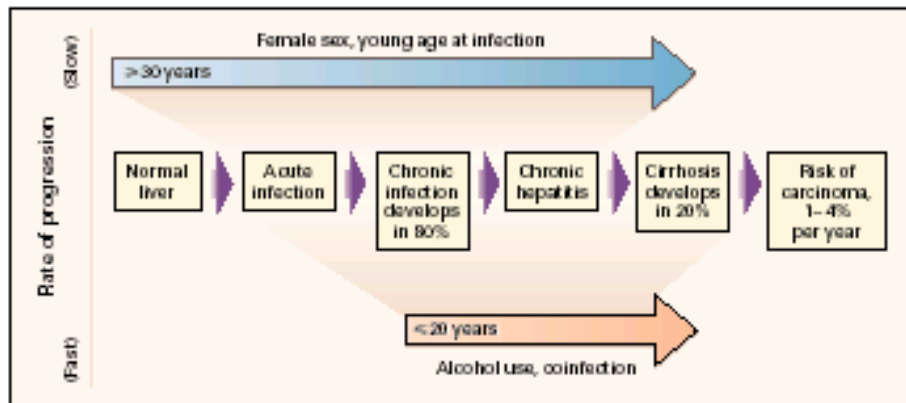 Rate of progression
(Slow)
(Fast)
Female sex, young age at infection
>30 years
Normal
liver
Acute
infection
Chronic
infection
develops
in 80%
Chronic
hepatitis
Cirrhosis
develops
in 20%
Risk of
carcinoma,
1–4%
per year
≤20 years
Alcohol use, coinfection